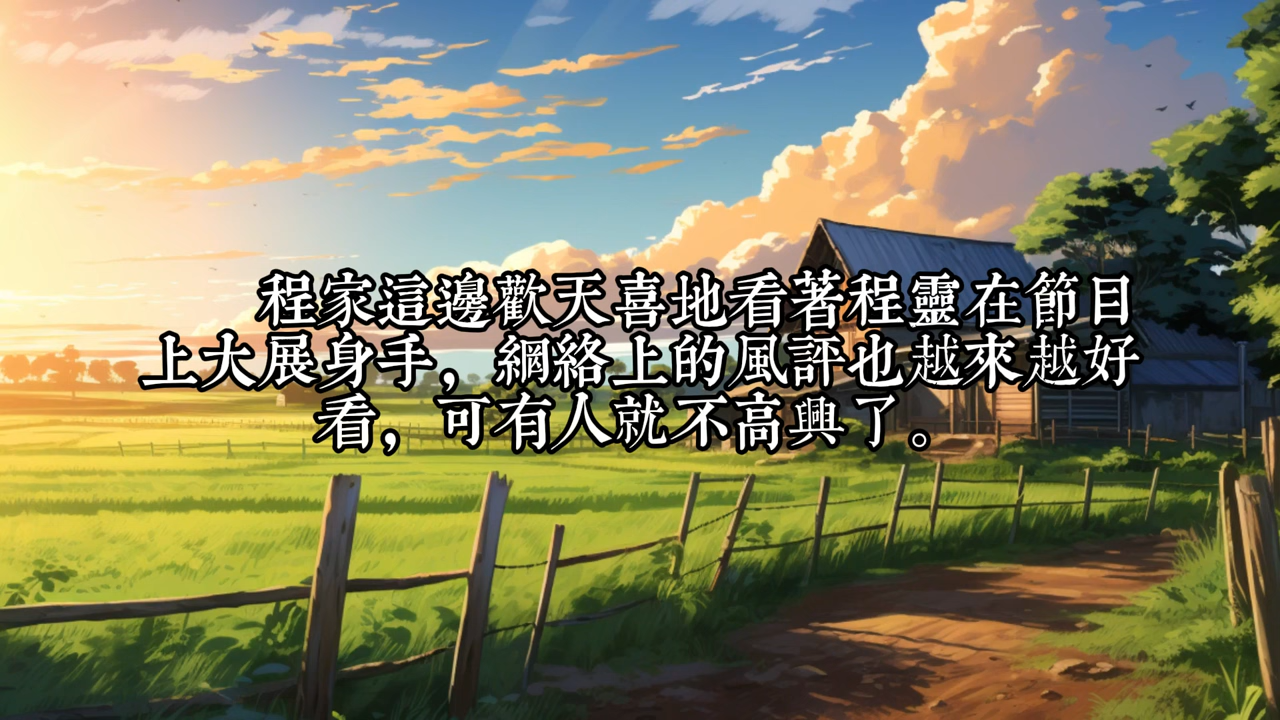 程家這邊歡天喜地看著程靈在節目
上大展身手，網絡上的風評也越來越好
看，可有人就不高興了。